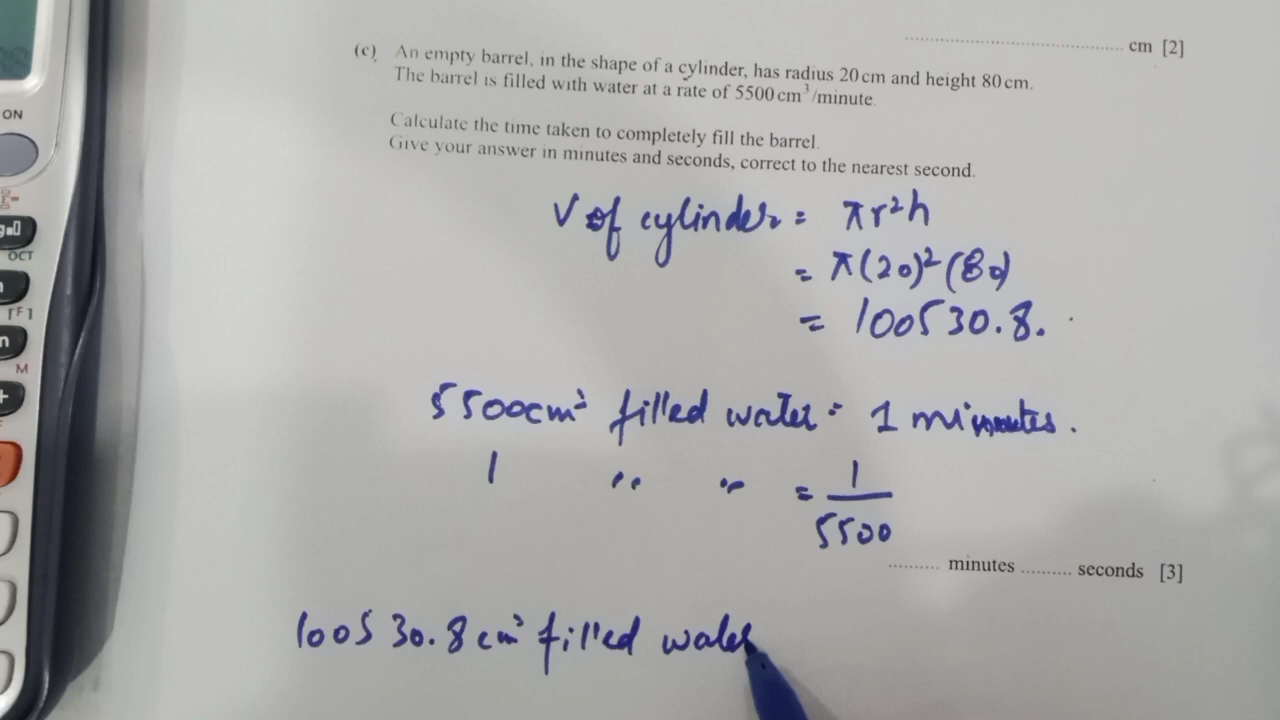 cm [2]
(c) An empty barrel, in the shape of a cylinder, has radius 20 cm and height 80 cm.
The barrel is filled with water at a rate of 5500 cm³/minute.
Calculate the time taken to completely fill the barrel.
Give your answer in minutes and seconds, correct to the nearest second.
V of cylinder = πr²h
= π(20)²(80)
= 100530.8.
5500cm³ filled water = 1 minutes.
1 " " = 1/5500
.......... minutes .......... seconds [3]
100530.8 cm³ filled water
ON
OCT
M